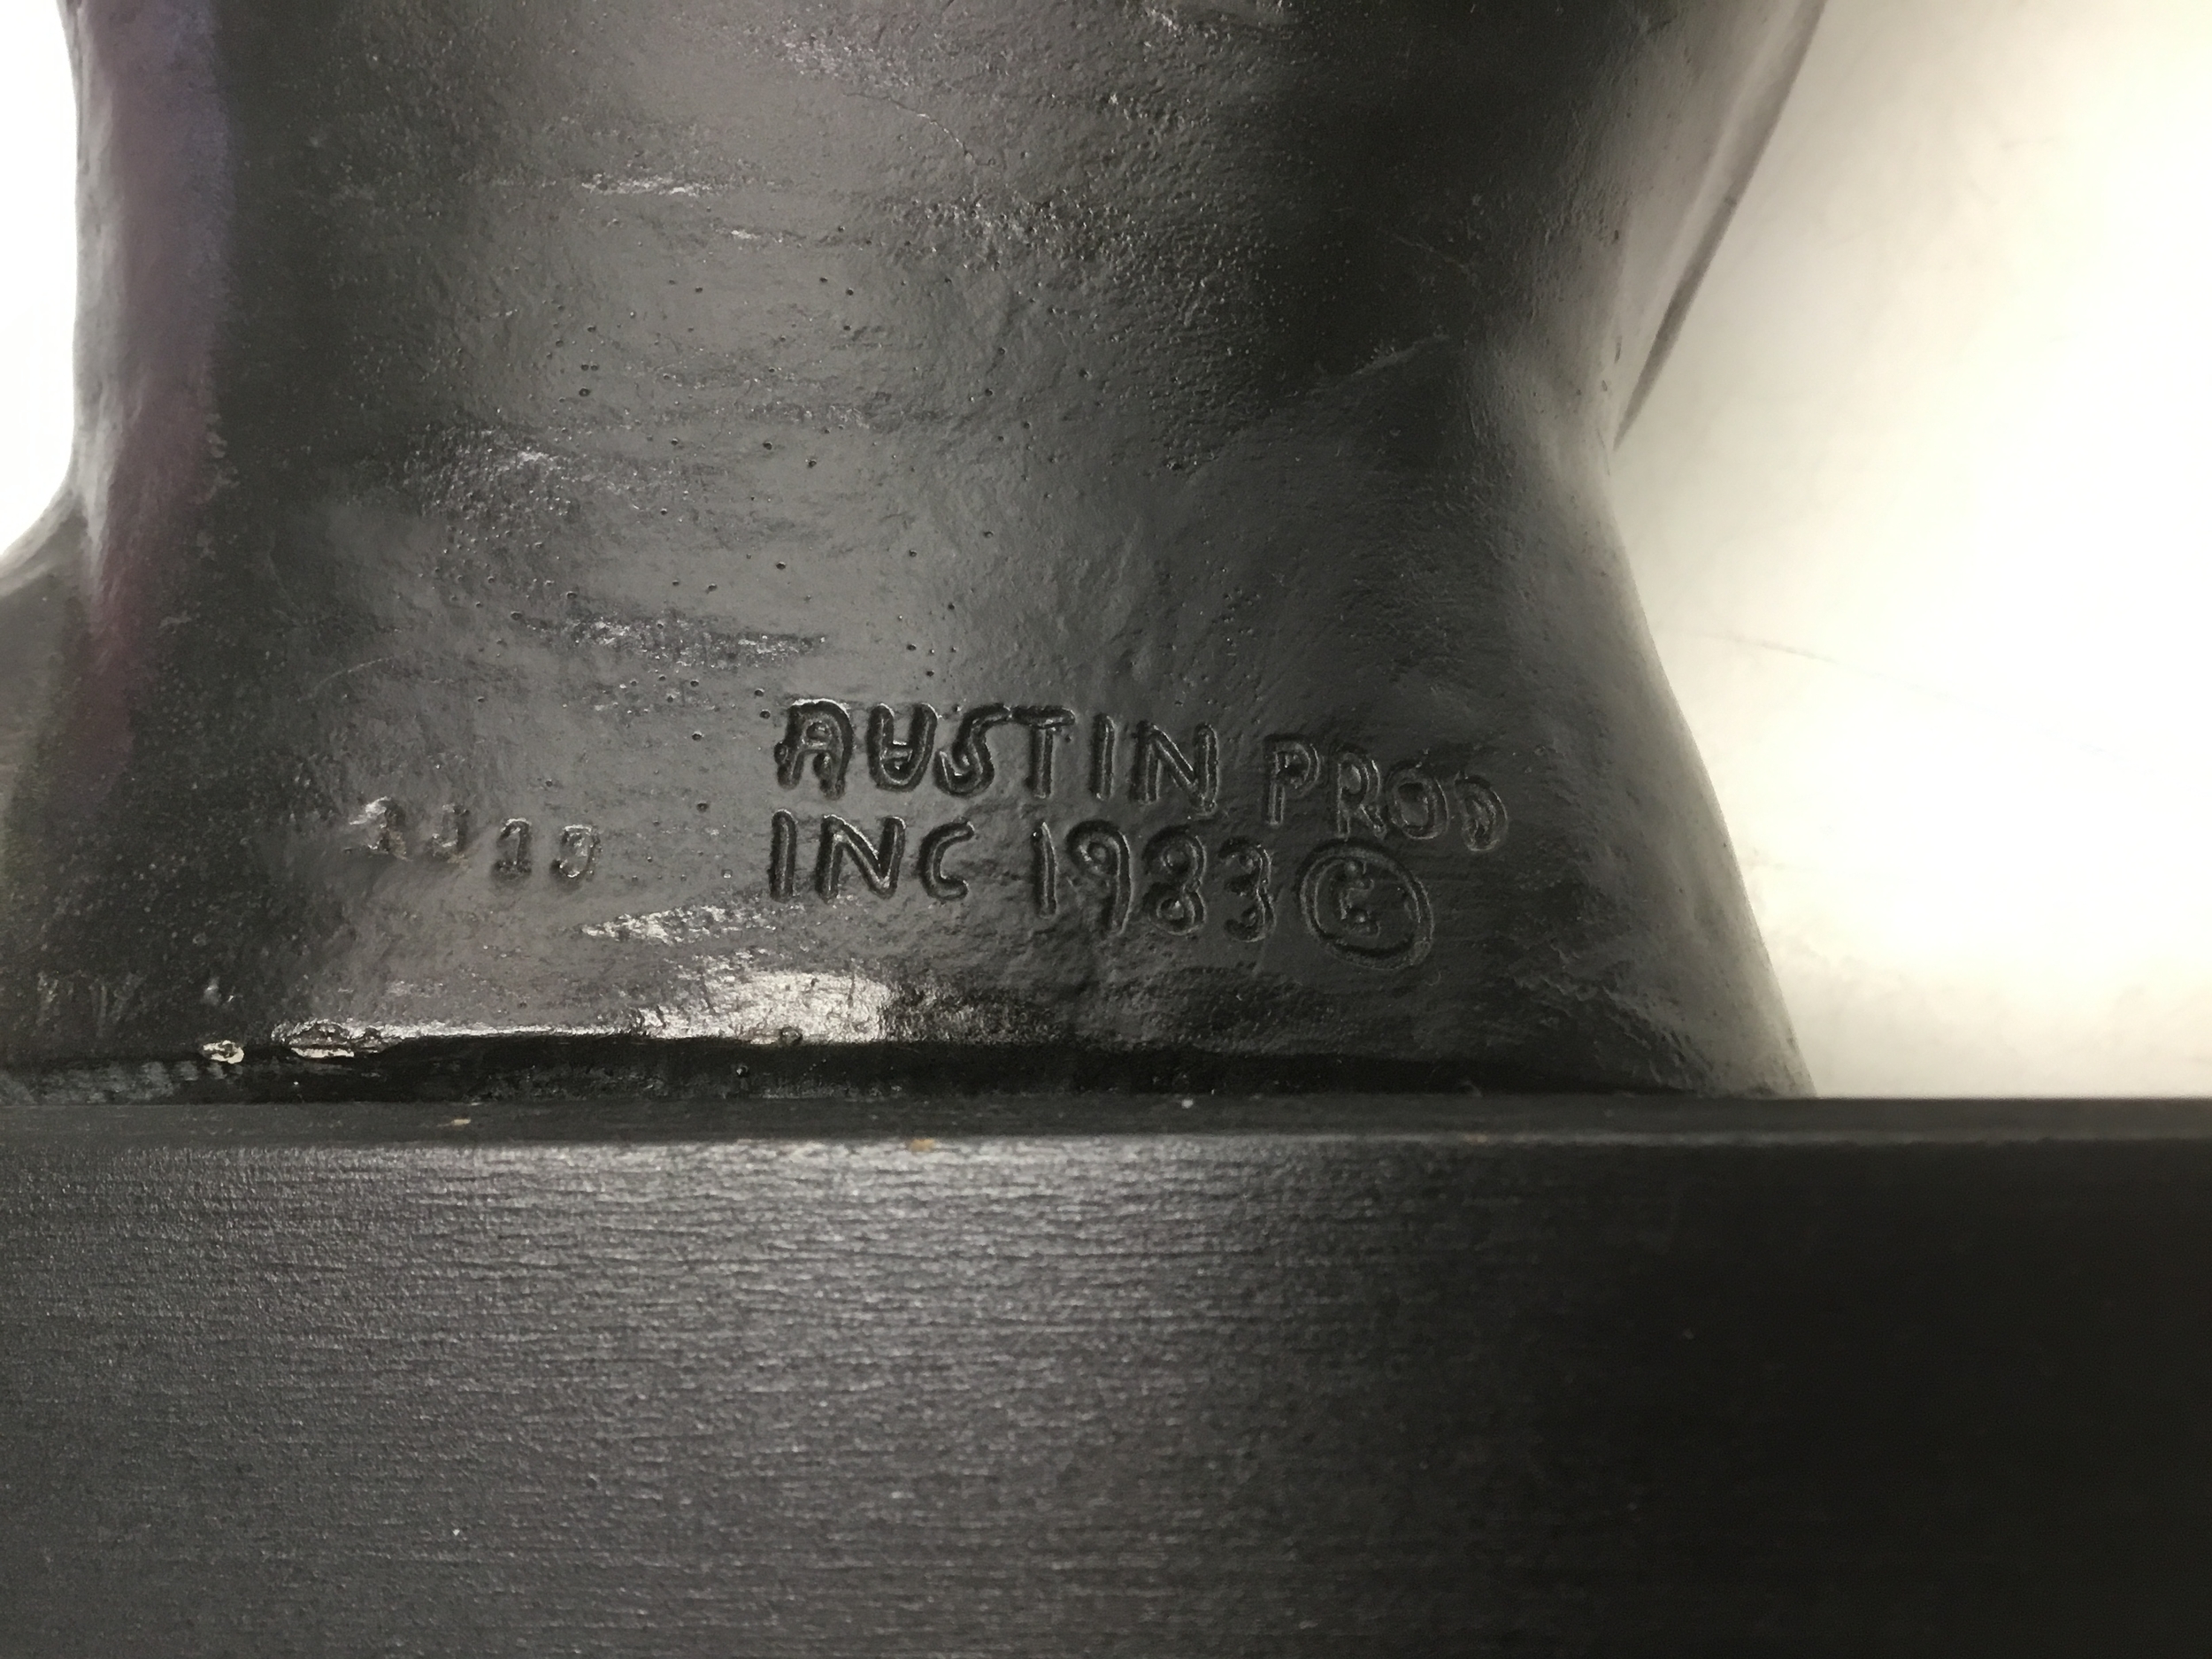 AUSTIN PROD
INC 1983 ©